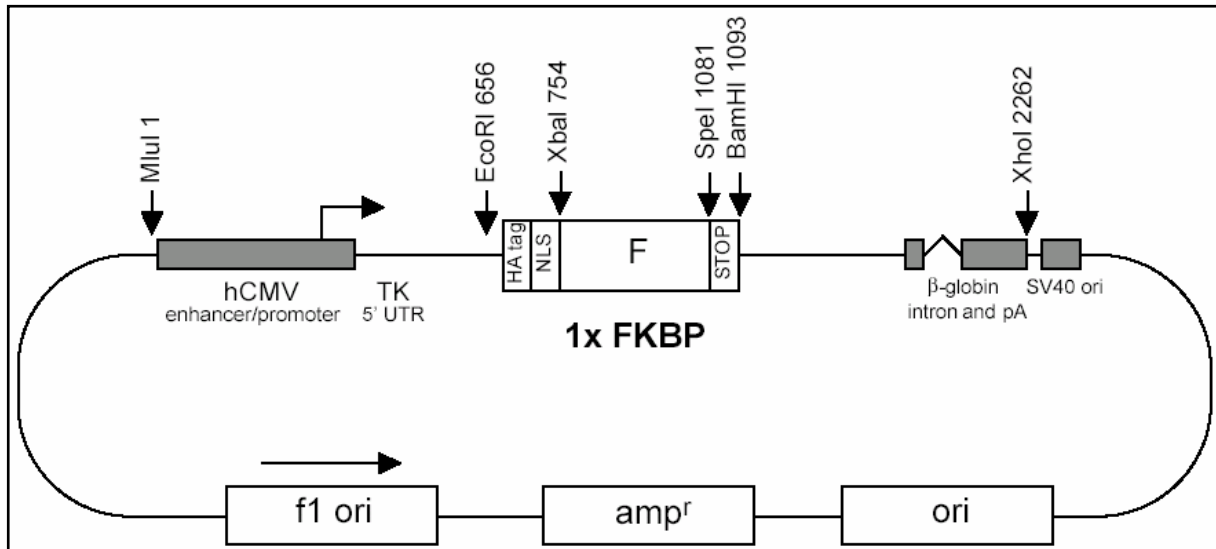 MluI 1
EcoRI 656
XbaI 754
SpeI 1081
BamHI 1093
XhoI 2262
HA tag
NLS
F
STOP
hCMV
enhancer/promoter
TK
5' UTR
1x FKBP
β-globin
intron and pA
SV40 ori
f1 ori
ampʳ
ori